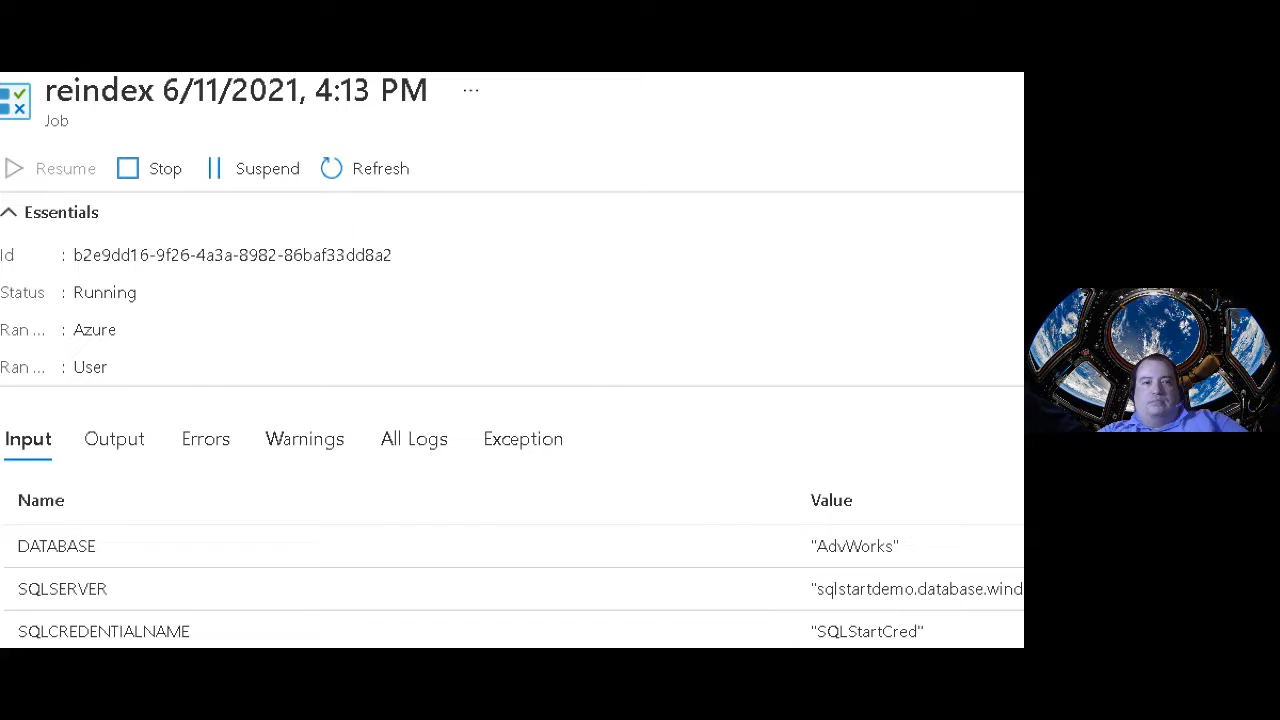 reindex 6/11/2021, 4:13 PM ...
Job
Resume Stop Suspend Refresh
Essentials
Id : b2e9dd16-9f26-4a3a-8982-86baf33dd8a2
Status : Running
Ran ... : Azure
Ran ... : User
Input Output Errors Warnings All Logs Exception
Name Value
DATABASE "AdvWorks"
SQLSERVER "sqlstartdemo.database.wind
SQLCREDENTIALNAME "SQLStartCred"